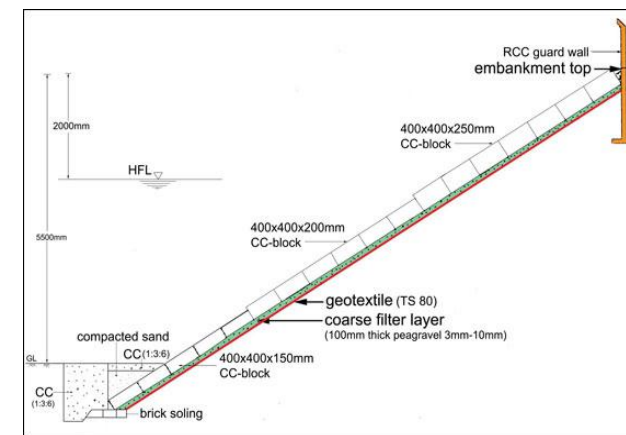 RCC guard wall
embankment top
2000mm
400x400x250mm
CC-block
HFL
5500mm
400x400x200mm
CC-block
geotextile (TS 80)
coarse filter layer
(100mm thick peagravel 3mm-10mm)
compacted sand
CC (1:3:6)
GL
400x400x150mm
CC-block
CC
(1:3:6)
brick soling